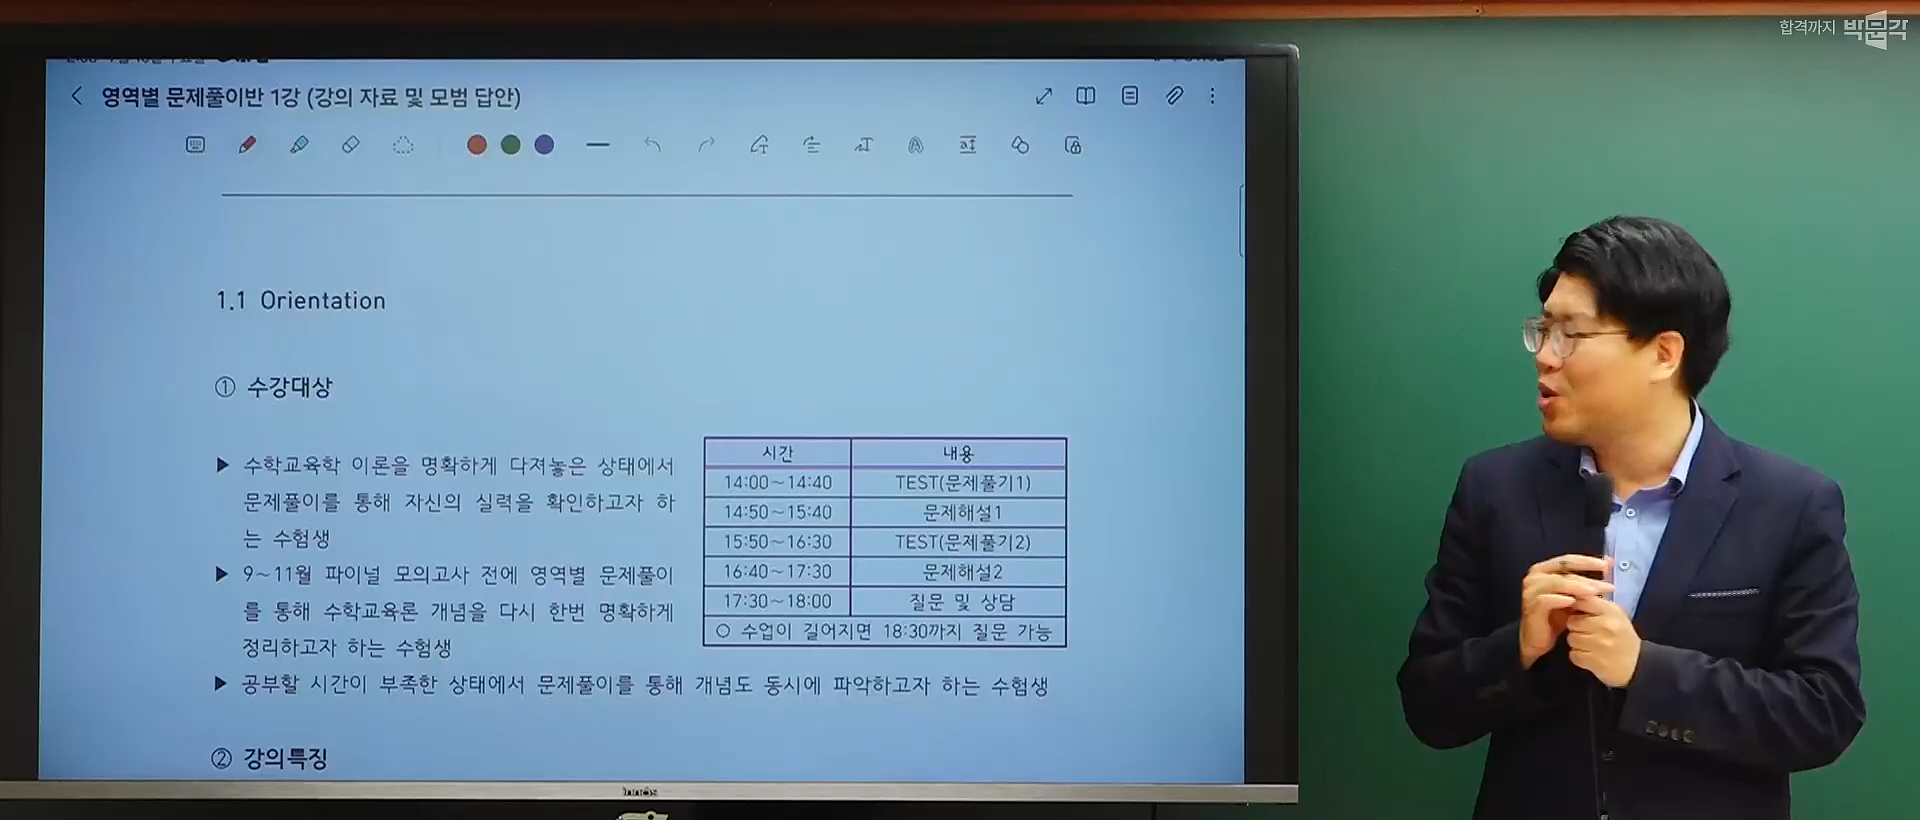 합격까지 박문각
영역별 문제풀이반 1강 (강의 자료 및 모범 답안)
1.1 Orientation
① 수강대상
▶ 수학교육학 이론을 명확하게 다져놓은 상태에서
문제풀이를 통해 자신의 실력을 확인하고자 하
는 수험생
▶ 9~11월 파이널 모의고사 전에 영역별 문제풀이
를 통해 수학교육론 개념을 다시 한번 명확하게
정리하고자 하는 수험생
▶ 공부할 시간이 부족한 상태에서 문제풀이를 통해 개념도 동시에 파악하고자 하는 수험생
시간 내용
14:00~14:40 TEST(문제풀기1)
14:50~15:40 문제해설1
15:50~16:30 TEST(문제풀기2)
16:40~17:30 문제해설2
17:30~18:00 질문 및 상담
○ 수업이 길어지면 18:30까지 질문 가능
② 강의특징